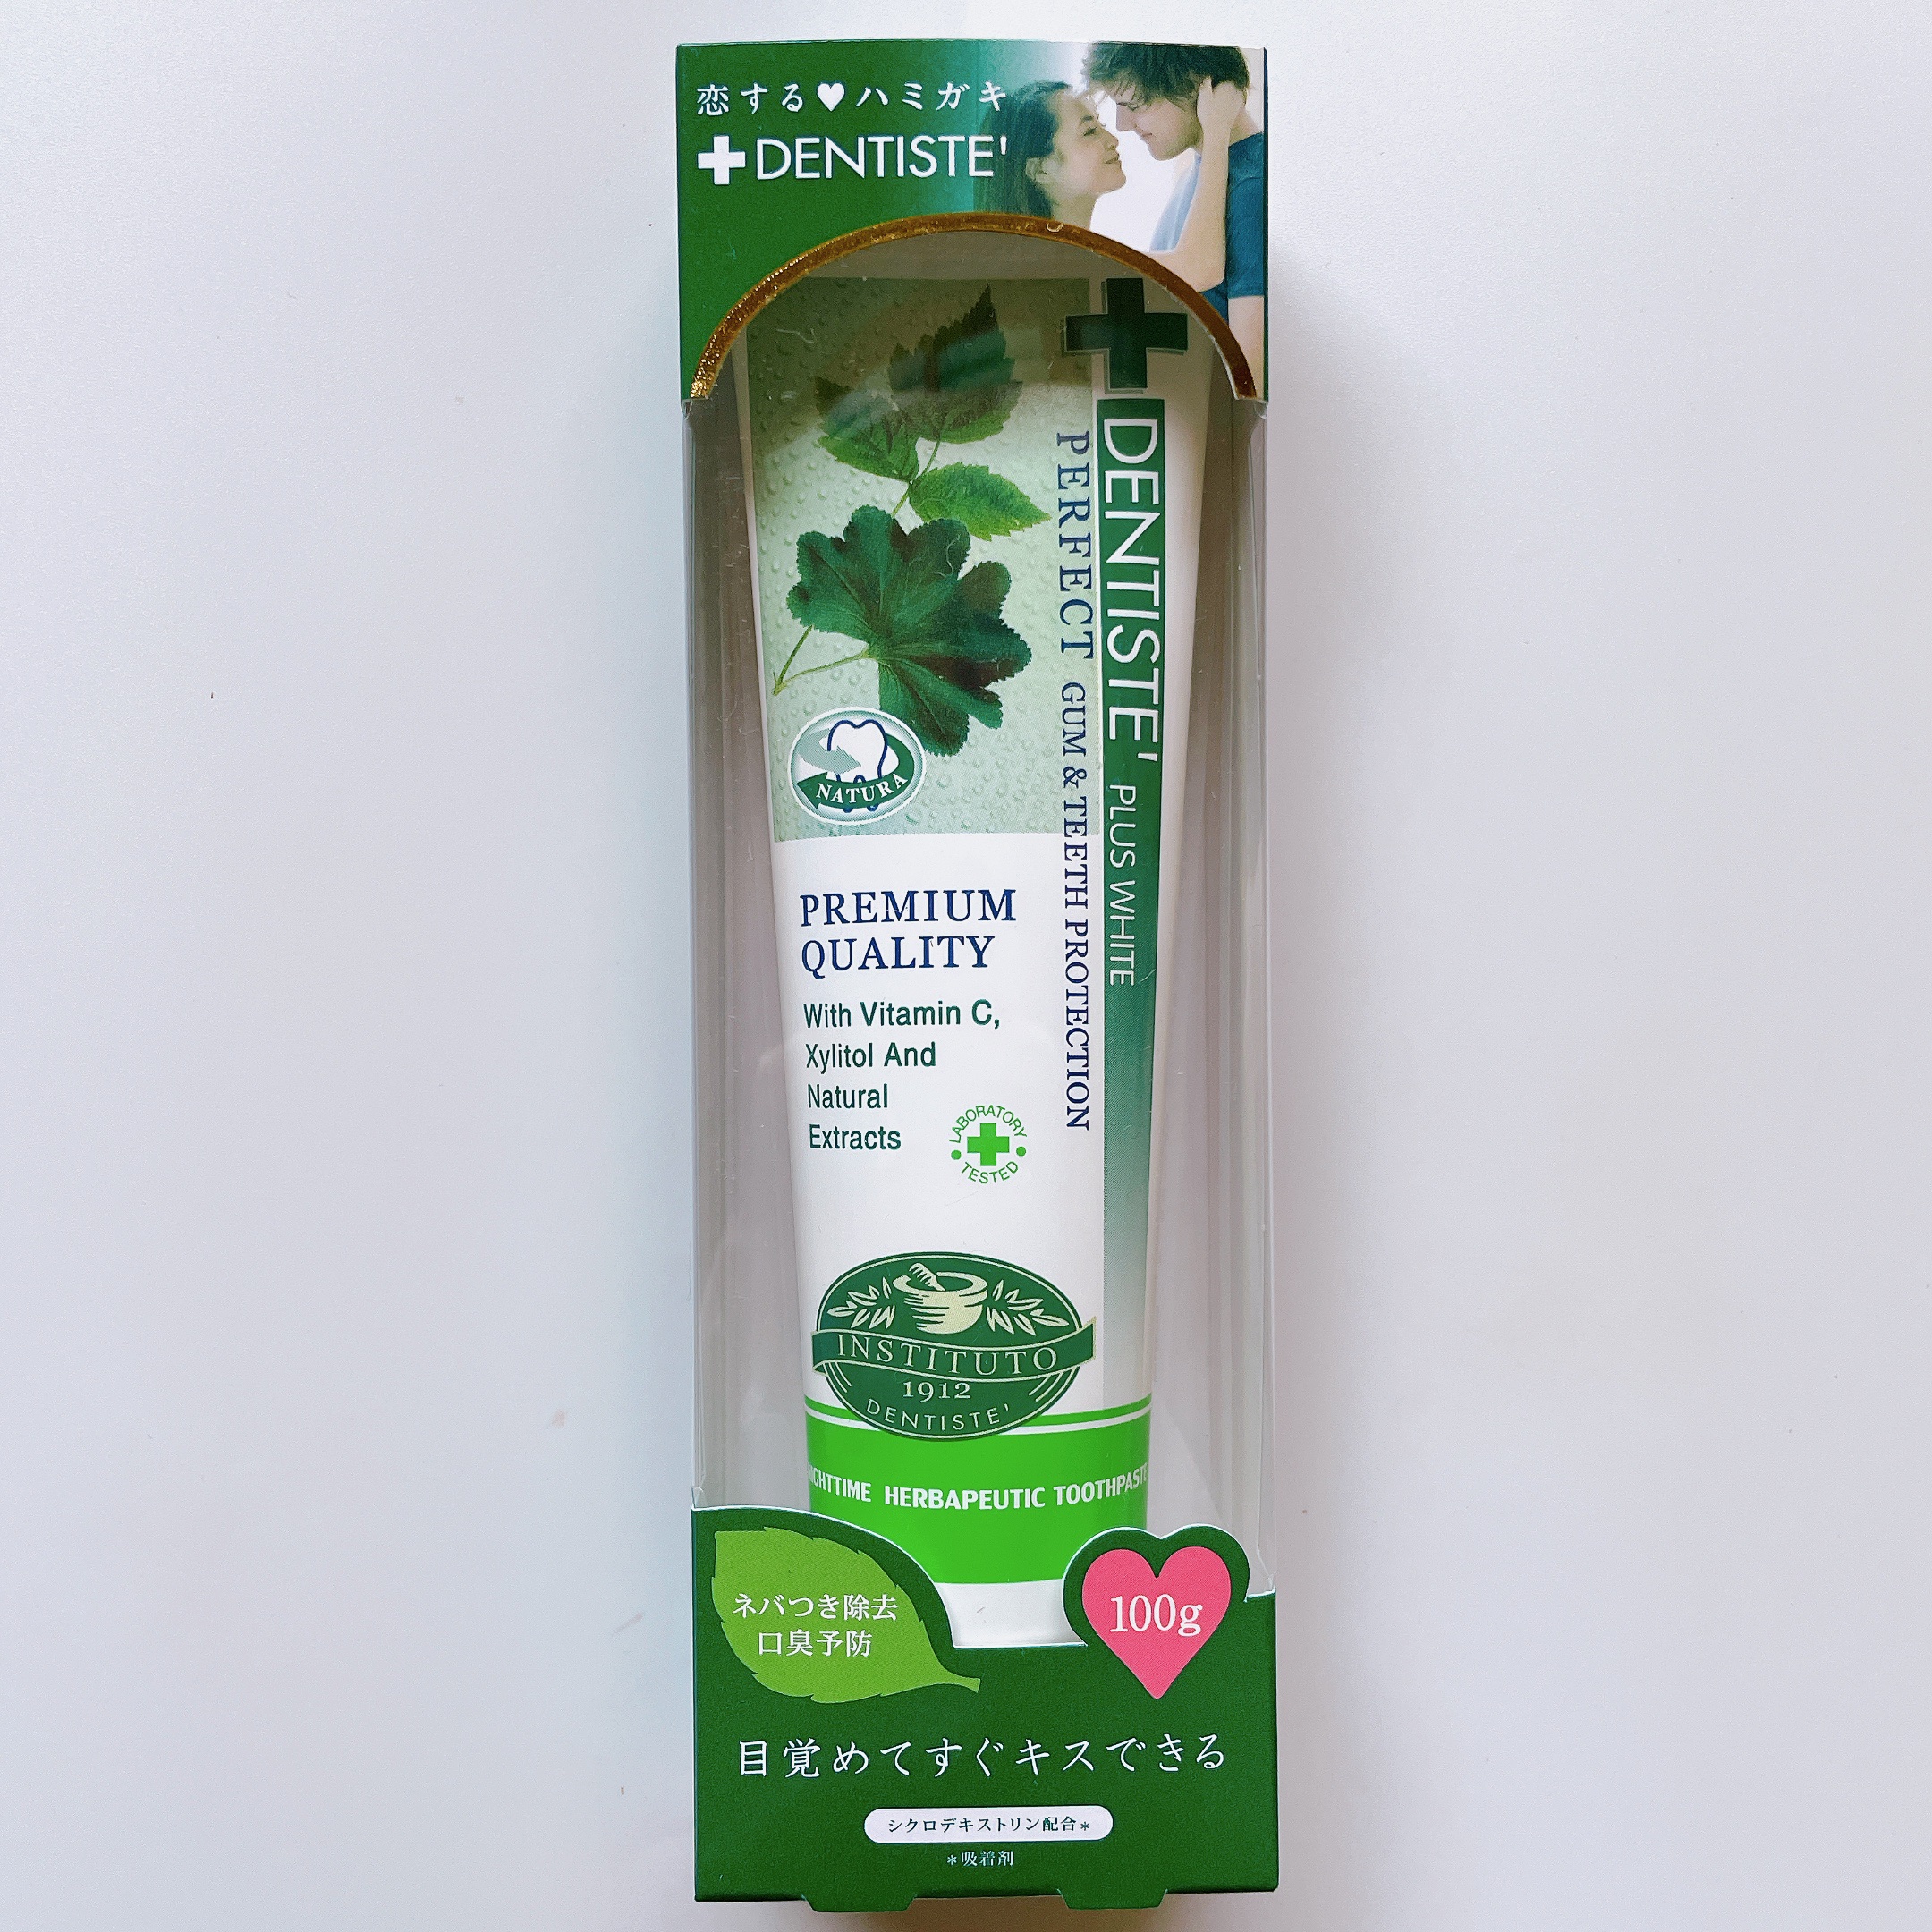 恋する♥ハミガキ
DENTISTE'
DENTISTE' PLUS WHITE
PERFECT GUM & TEETH PROTECTION
NATURA
PREMIUM
QUALITY
With Vitamin C,
Xylitol And
Natural
Extracts
LABORATORY
TESTED
INSTITUTO
1912
DENTISTE'
NIGHTTIME HERBAPEUTIC TOOTHPASTE
ネバつき除去
口臭予防
100g
目覚めてすぐキスできる
シクロデキストリン配合*
*吸着剤